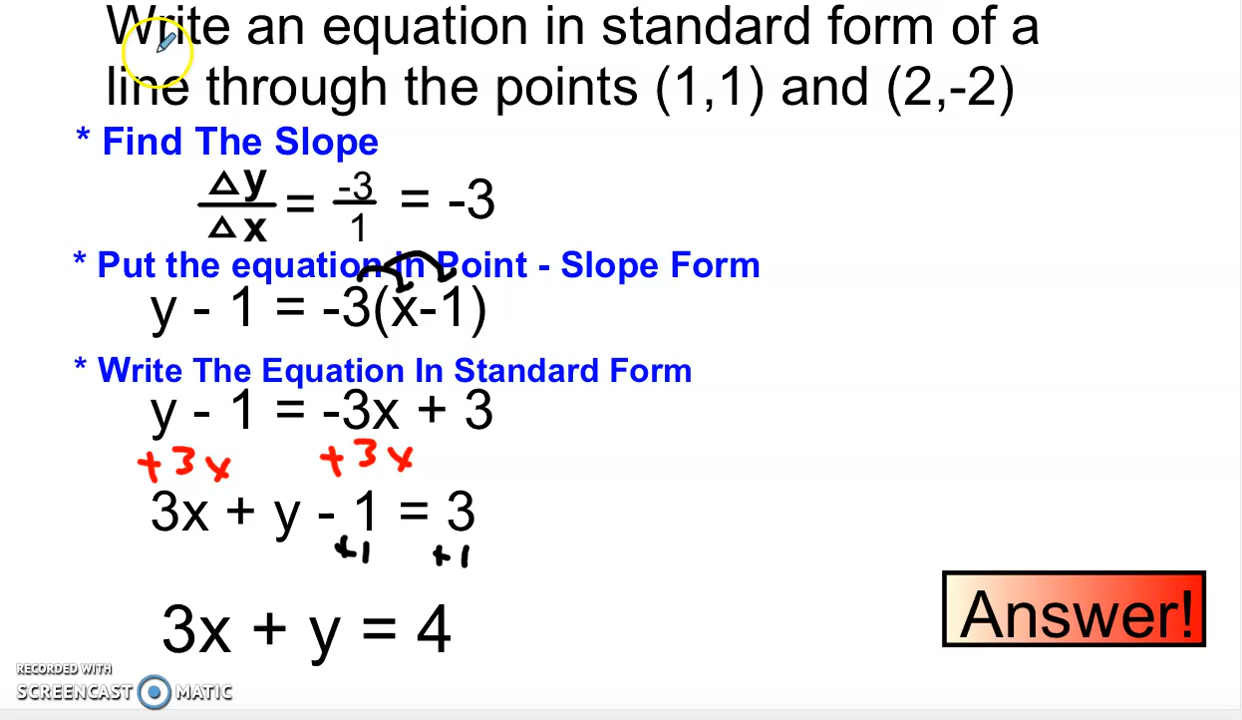 Write an equation in standard form of a
line through the points (1,1) and (2,-2)
* Find The Slope
Δy/Δx = -3/1 = -3
* Put the equation in Point - Slope Form
y - 1 = -3(x-1)
* Write The Equation In Standard Form
y - 1 = -3x + 3
+3x +3x
3x + y - 1 = 3
+1 +1
3x + y = 4
Answer!
RECORDED WITH
SCREENCAST MATIC